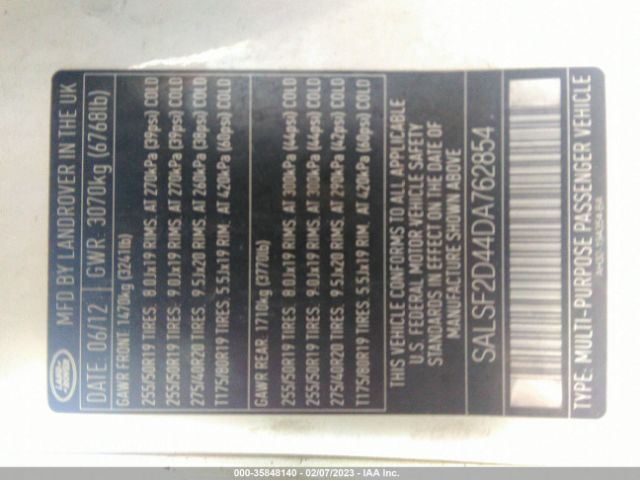 LAND ROVER
MFD BY LANDROVER IN THE UK
DATE: 06/12 GWR: 3070kg (6768lb)
GAWR FRONT 1470kg (3241lb)
255/50R19 TIRES. 8.0Jx19 RIMS. AT 270kPa (39psi) COLD
255/50R19 TIRES. 9.0Jx19 RIMS. AT 270kPa (39psi) COLD
275/40R20 TIRES. 9.5Jx20 RIMS. AT 260kPa (38psi) COLD
T175/80R19 TIRES. 5.5Jx19 RIM. AT 420kPa (60psi) COLD
GAWR REAR 1710kg (3770lb)
255/50R19 TIRES. 8.0Jx19 RIMS. AT 300kPa (44psi) COLD
255/50R19 TIRES. 9.0Jx19 RIMS. AT 300kPa (44psi) COLD
275/40R20 TIRES. 9.5Jx20 RIMS. AT 290kPa (42psi) COLD
T175/80R19 TIRES. 5.5Jx19 RIM. AT 420kPa (60psi) COLD
THIS VEHICLE CONFORMS TO ALL APPLICABLE
U.S. FEDERAL MOTOR VEHICLE SAFETY
STANDARDS IN EFFECT ON THE DATE OF
MANUFACTURE SHOWN ABOVE
SALSF2D44DA762854
TYPE: MULTI-PURPOSE PASSENGER VEHICLE
000-35848140 - 02/07/2023 - IAA Inc.